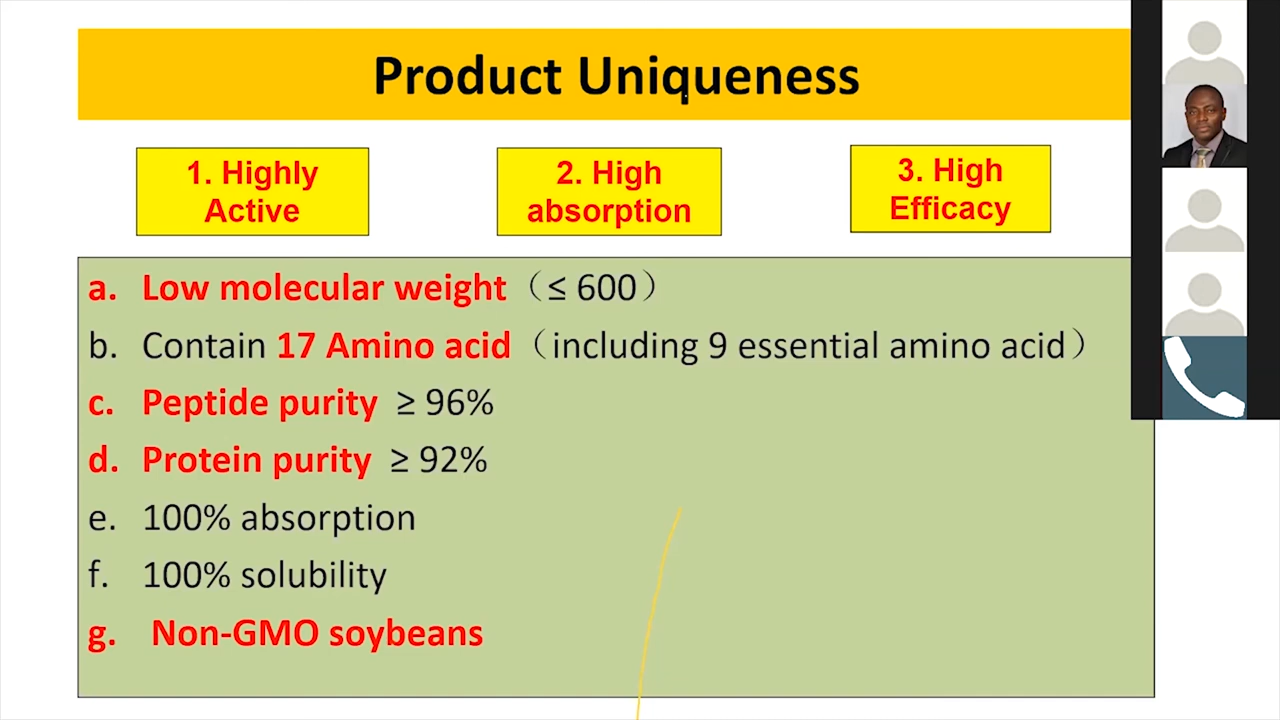 Product Uniqueness
1. Highly
Active
2. High
absorption
3. High
Efficacy
a. Low molecular weight（≤ 600）
b. Contain 17 Amino acid（including 9 essential amino acid）
c. Peptide purity ≥ 96%
d. Protein purity ≥ 92%
e. 100% absorption
f. 100% solubility
g. Non-GMO soybeans